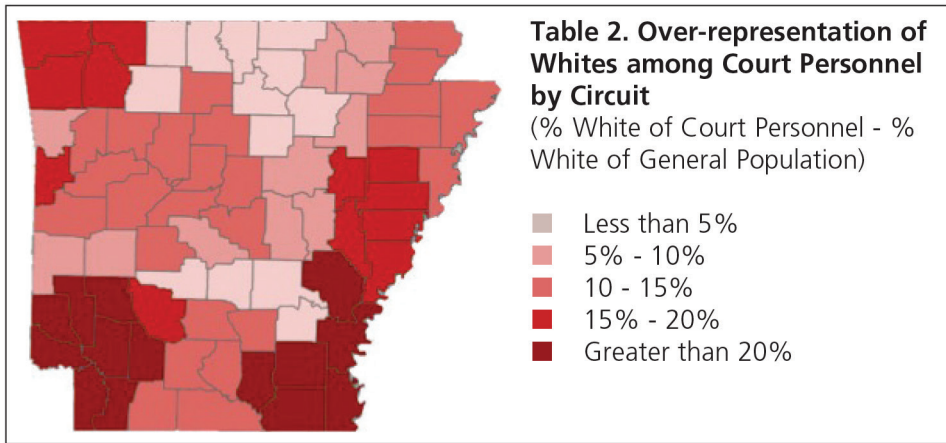 Table 2. Over-representation of
Whites among Court Personnel
by Circuit
(% White of Court Personnel - %
White of General Population)
Less than 5%
5% - 10%
10 - 15%
15% - 20%
Greater than 20%